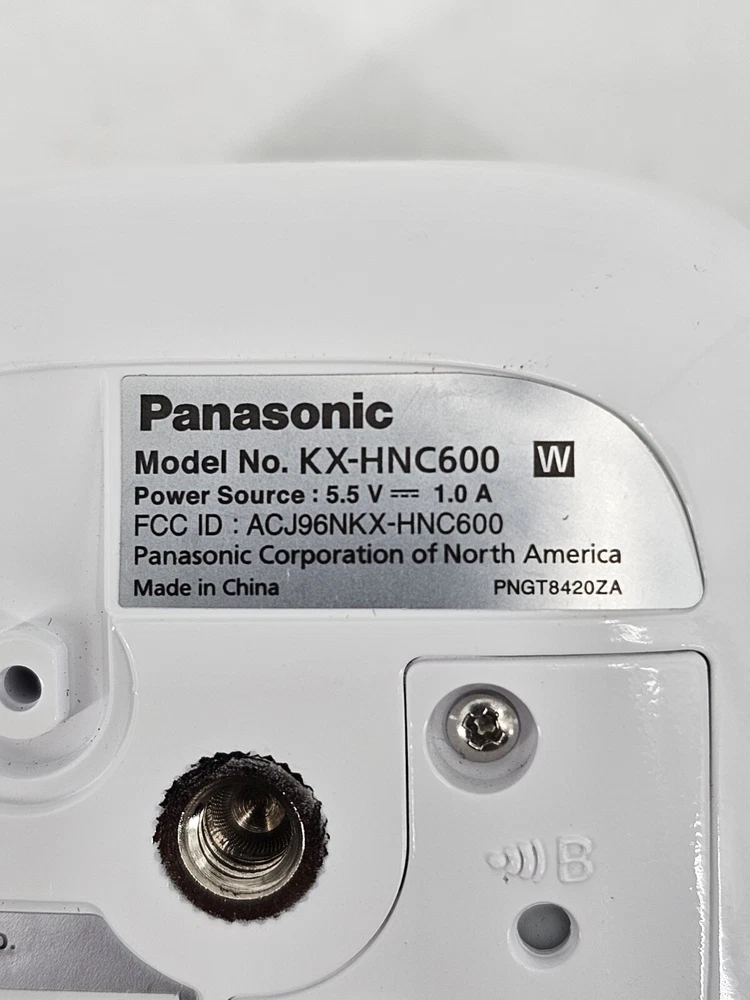 Panasonic
Model No. KX-HNC600 W
Power Source : 5.5 V ⎓ 1.0 A
FCC ID : ACJ96NKX-HNC600
Panasonic Corporation of North America
Made in China PNGT8420ZA
B